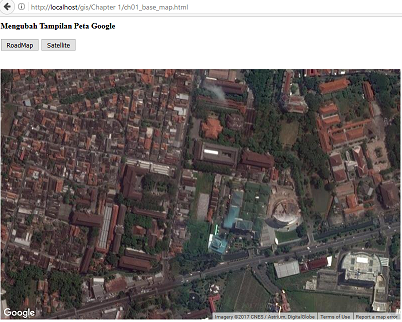 http://localhost/gis/Chapter 1/ch01_base_map.html
Mengubah Tampilan Peta Google
RoadMap Satellite
Google
Imagery ©2017 CNES / Astrium, DigitalGlobe Terms of Use Report a map error